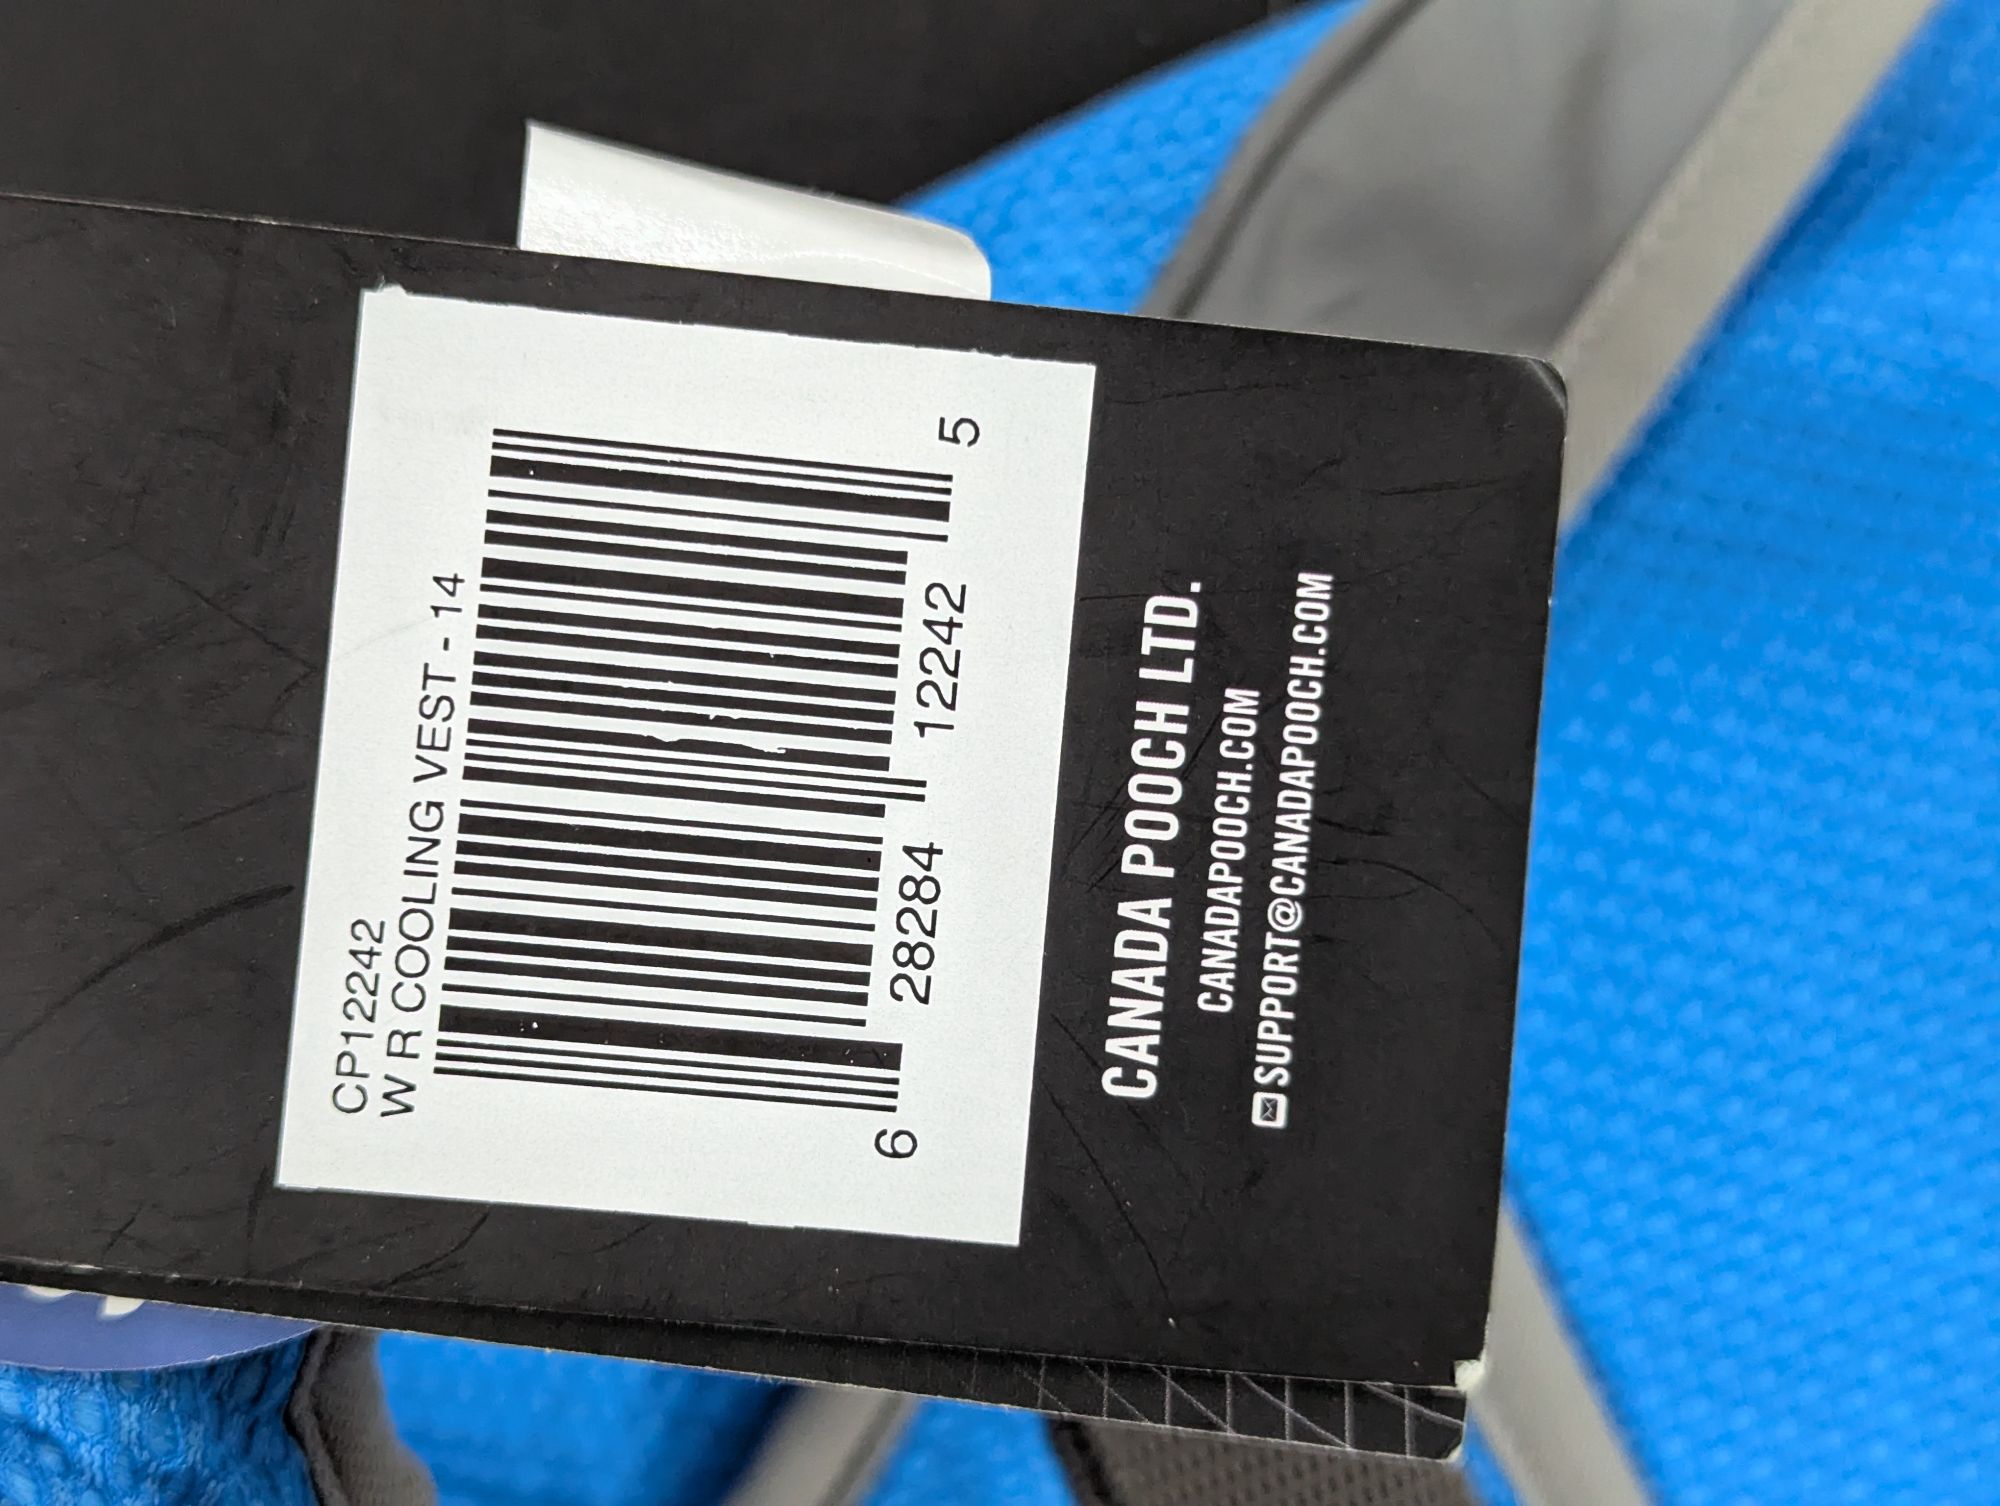 CP12242
W R COOLING VEST - 14
6 28284 12242 5
CANADA POOCH LTD.
CANADAPOOCH.COM
SUPPORT@CANADAPOOCH.COM